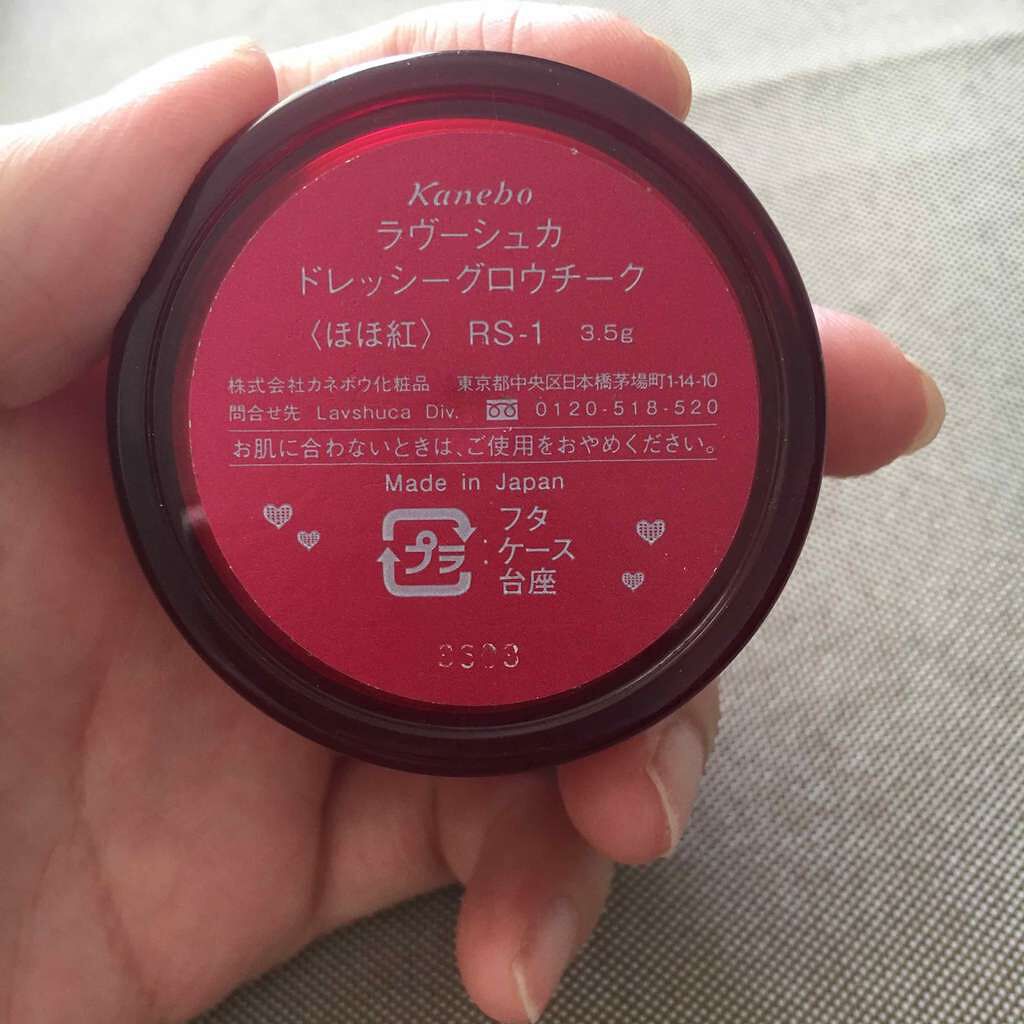 Kanebo
ラヴーシュカ
ドレッシーグロウチーク
〈ほほ紅〉 RS-1 3.5g
株式会社カネボウ化粧品 東京都中央区日本橋茅場町1-14-10
問合せ先 Lavshuca Div. 0120-518-520
お肌に合わないときは、ご使用をおやめください。
Made in Japan
プラ : フタ
ケース
台座